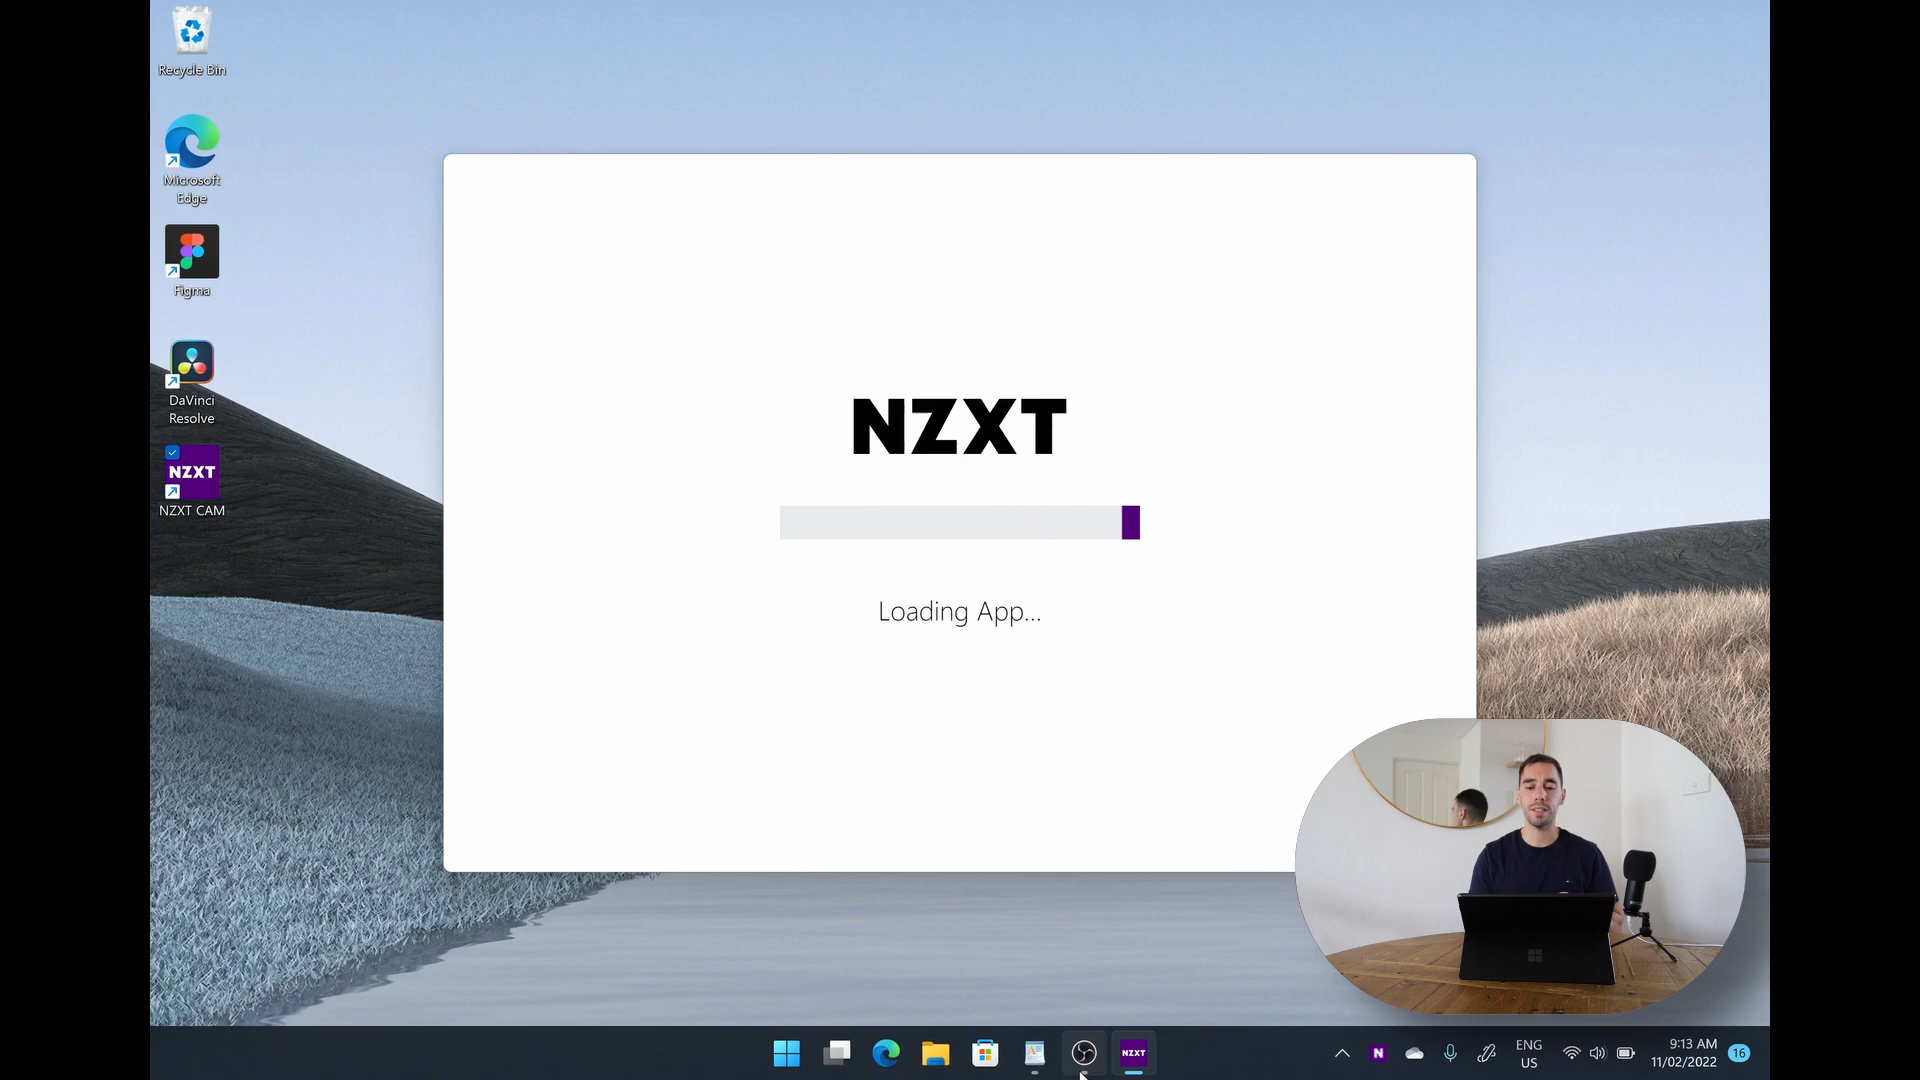 Recycle Bin
Microsoft
Edge
Figma
DaVinci
Resolve
NZXT
NZXT CAM
NZXT
Loading App...
NZXT
N
ENG
US
9:13 AM
11/02/2022
16